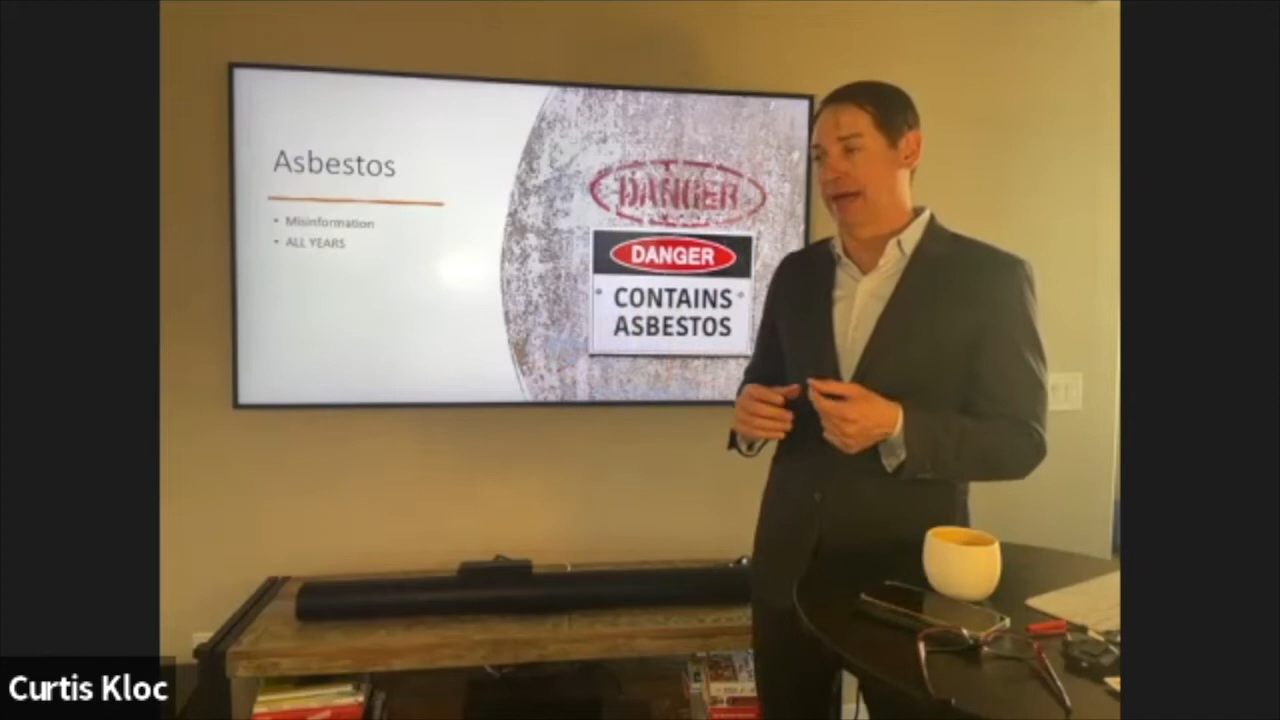 Asbestos
• Misinformation
• ALL YEARS
DANGER
DANGER
CONTAINS
ASBESTOS
Curtis Kloc